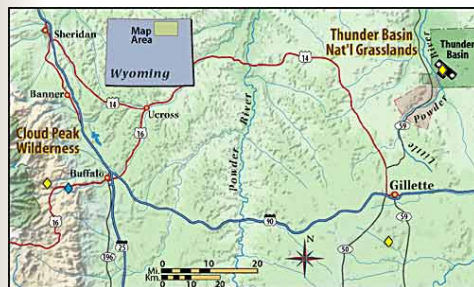 Sheridan
Map
Area
Wyoming
Thunder Basin
Nat'l Grasslands
River
Thunder
Basin
14
Banner
14
Ucross
16
River
Powder
59
Powder
Little
Cloud Peak
Wilderness
Buffalo
16
Gillette
90
25
196
50
59
N
Mi.
0
10
20
Km.
0
10
20